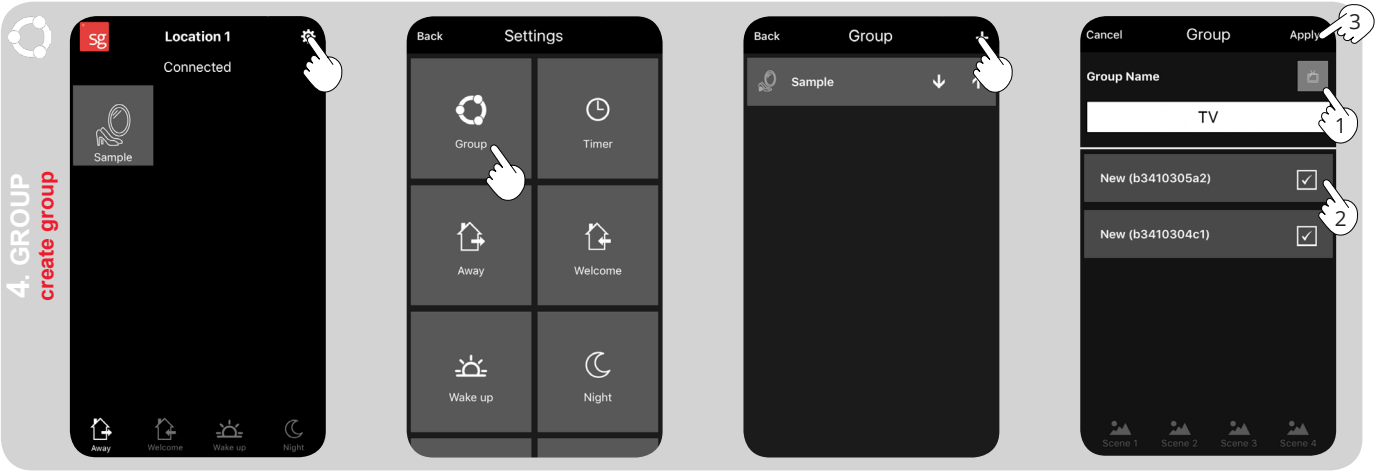 4. GROUP
create group
sg
Location 1
Connected
Sample
Away
Welcome
Wake up
Night
Back
Settings
Group
Timer
Away
Welcome
Wake up
Night
Back
Group
Sample
Cancel
Group
Apply
3
Group Name
1
TV
New (b3410305a2)
2
New (b3410304c1)
Scene 1
Scene 2
Scene 3
Scene 4